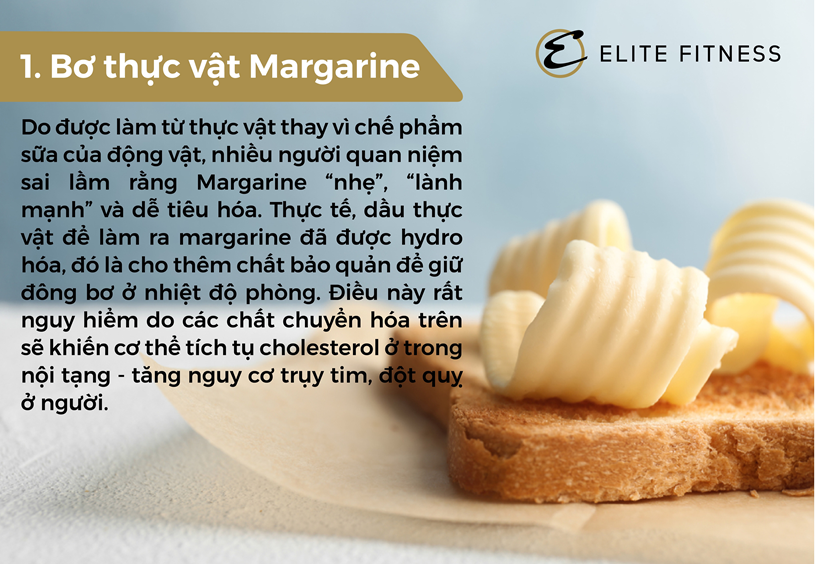 1. Bơ thực vật Margarine
ELITE FITNESS
Do được làm từ thực vật thay vì chế phẩm
sữa của động vật, nhiều người quan niệm
sai lầm rằng Margarine “nhẹ”, “lành
mạnh” và dễ tiêu hóa. Thực tế, dầu thực
vật để làm ra margarine đã được hydro
hóa, đó là cho thêm chất bảo quản để giữ
đông bơ ở nhiệt độ phòng. Điều này rất
nguy hiểm do các chất chuyển hóa trên
sẽ khiến cơ thể tích tụ cholesterol ở trong
nội tạng - tăng nguy cơ trụy tim, đột quỵ
ở người.